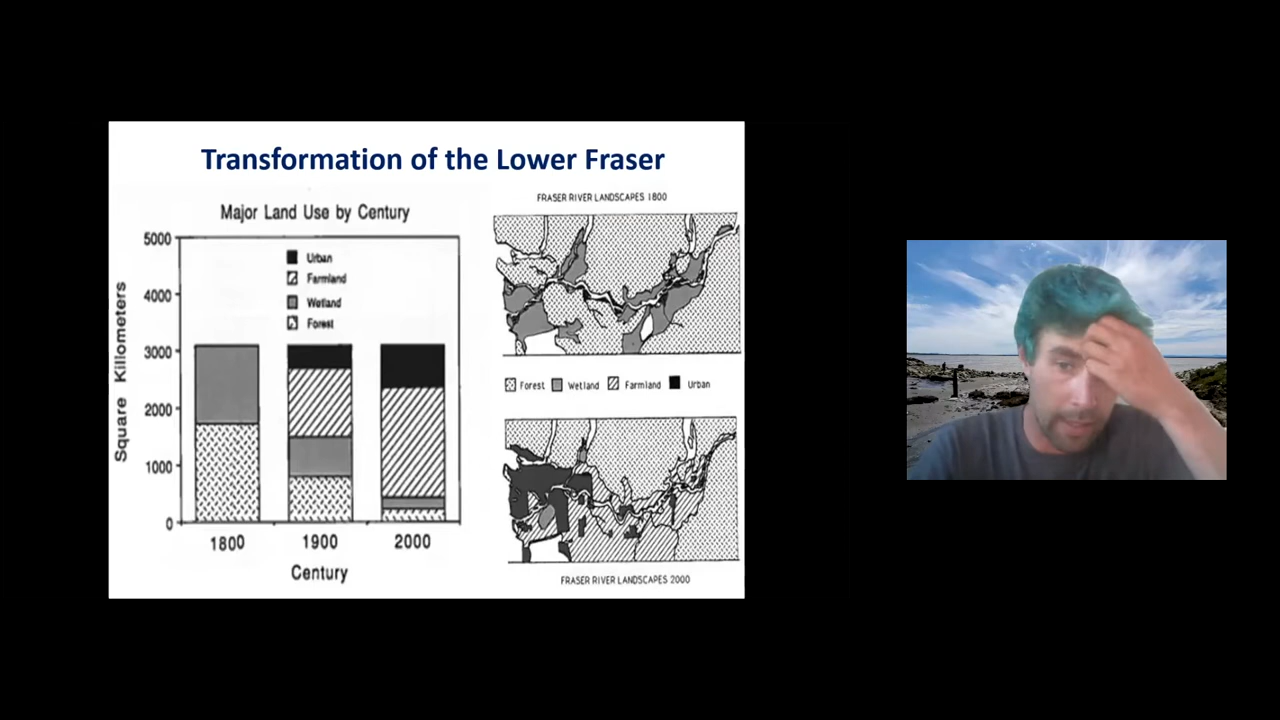 Transformation of the Lower Fraser
Major Land Use by Century
5000
4000
3000
2000
1000
0
Square Killometers
Urban
Farmland
Wetland
Forest
1800
1900
2000
Century
FRASER RIVER LANDSCAPES 1800
Forest
Wetland
Farmland
Urban
FRASER RIVER LANDSCAPES 2000